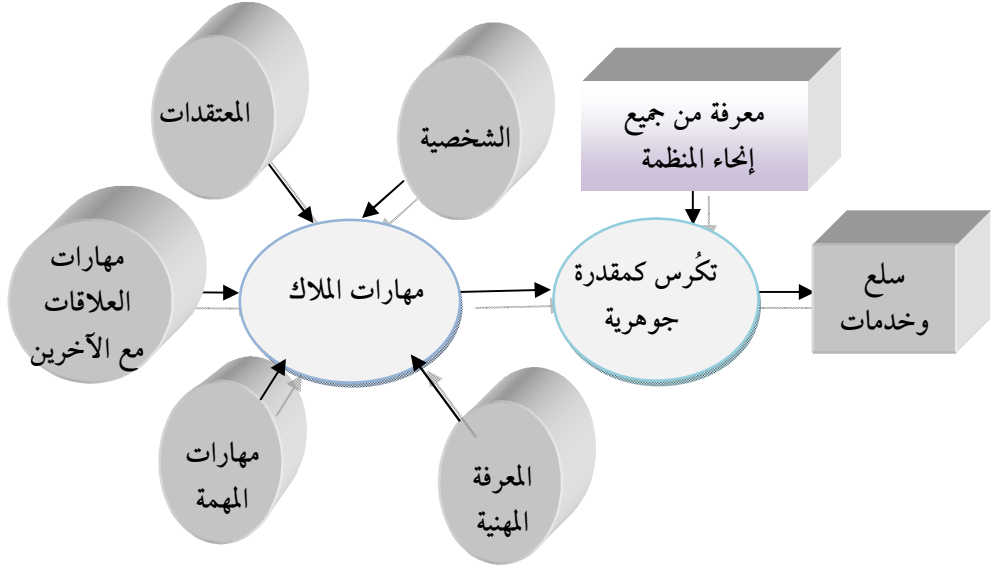 المعتقدات
الشخصية
معرفة من جميع
إنحاء المنظمة
مهارات
العلاقات
مع الآخرين
مهارات الملاك
تكُرس كمقدرة
جوهرية
سلع
وخدمات
مهارات
المهمة
المعرفة
المهنية